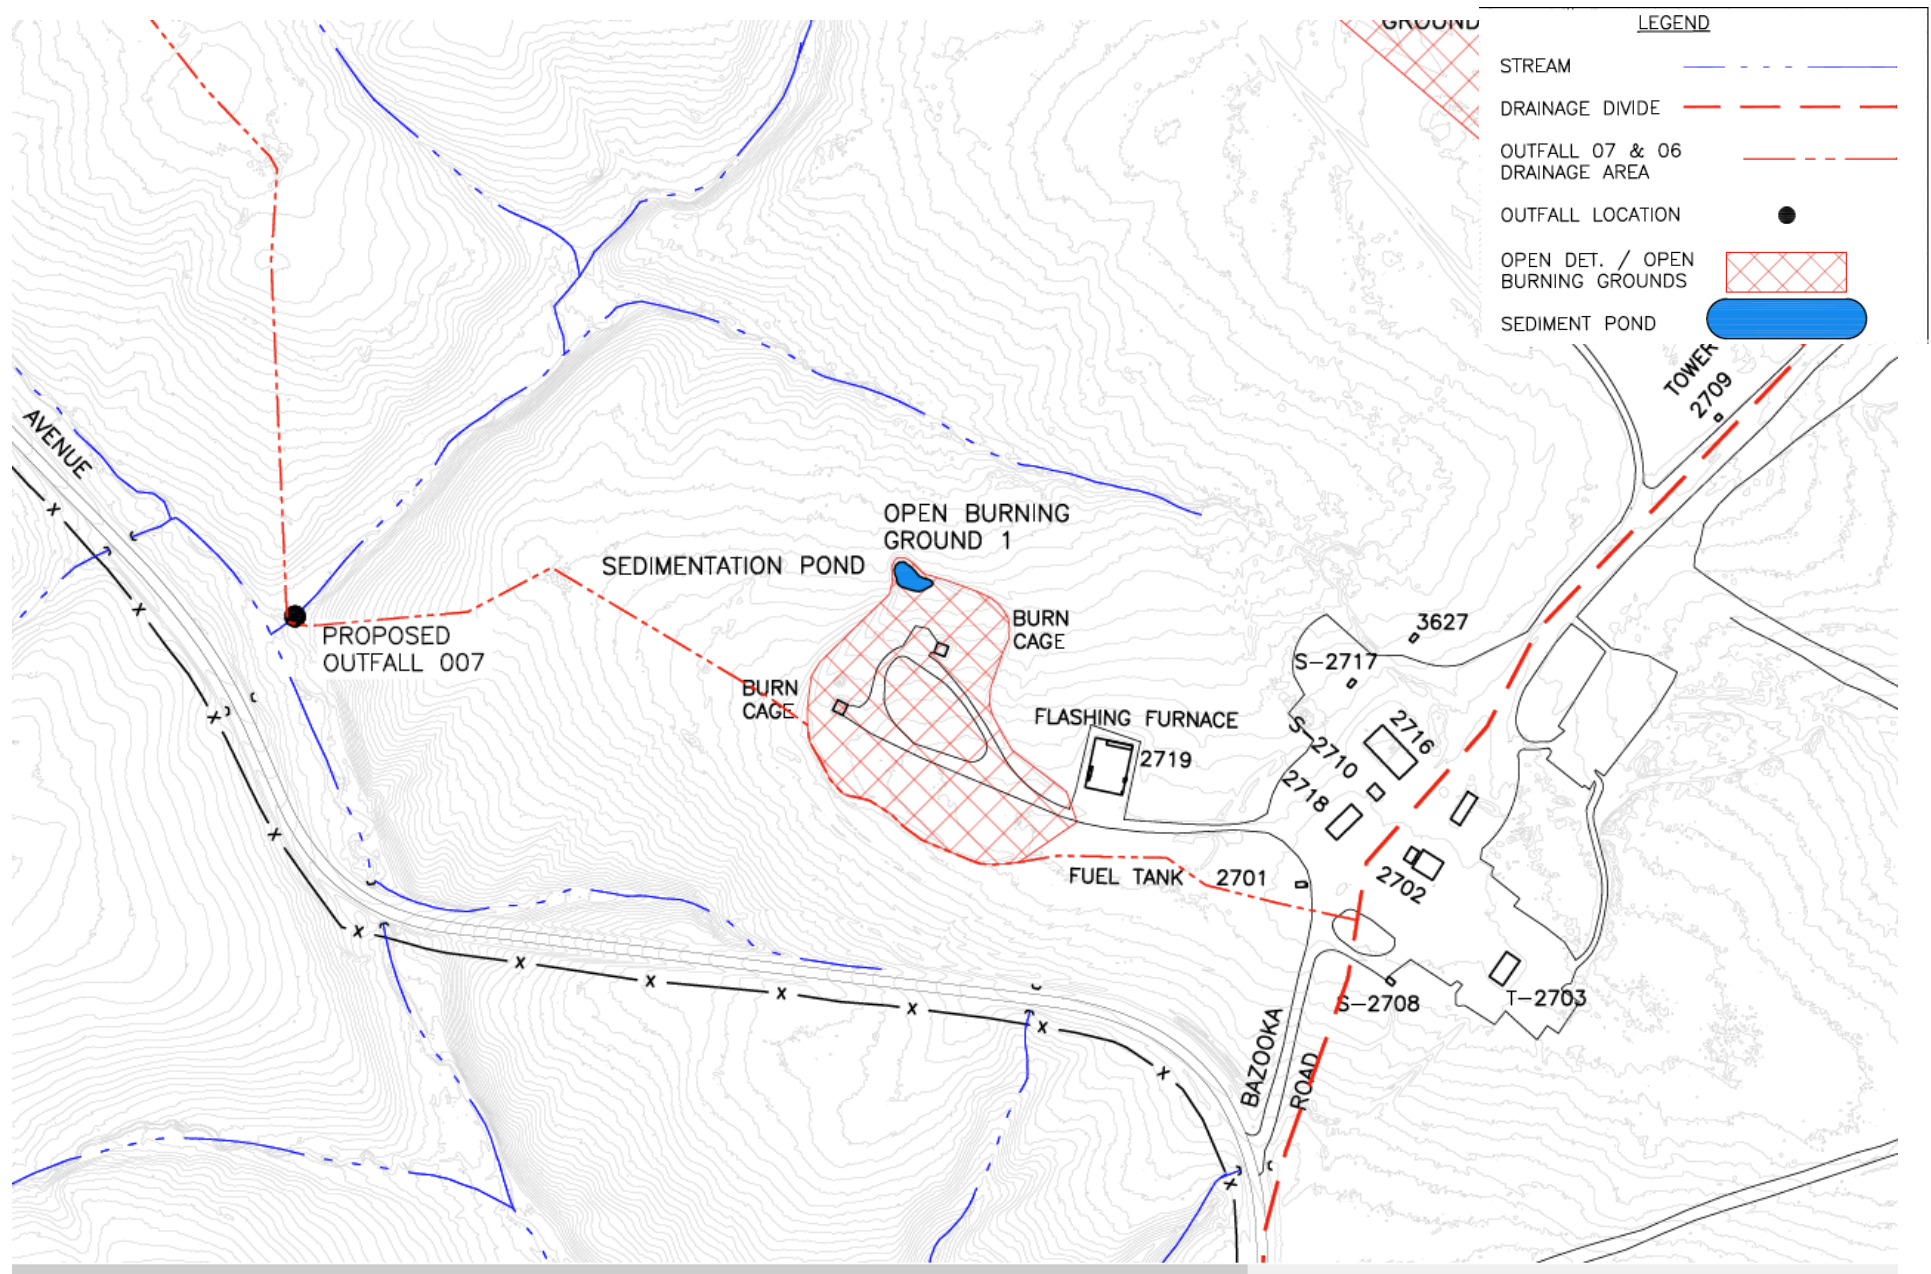 GROUND
LEGEND
STREAM
DRAINAGE DIVIDE
OUTFALL 07 & 06
DRAINAGE AREA
OUTFALL LOCATION
OPEN DET. / OPEN
BURNING GROUNDS
SEDIMENT POND
TOWER
2709
AVENUE
OPEN BURNING
GROUND 1
SEDIMENTATION POND
PROPOSED
OUTFALL 007
BURN
CAGE
BURN
CAGE
3627
S-2717
FLASHING FURNACE
2719
2716
S-2710
2718
2702
FUEL TANK 2701
S-2708
T-2703
BAZOOKA
ROAD
X
X
X
X
X
X
X
X
X
X
X
X